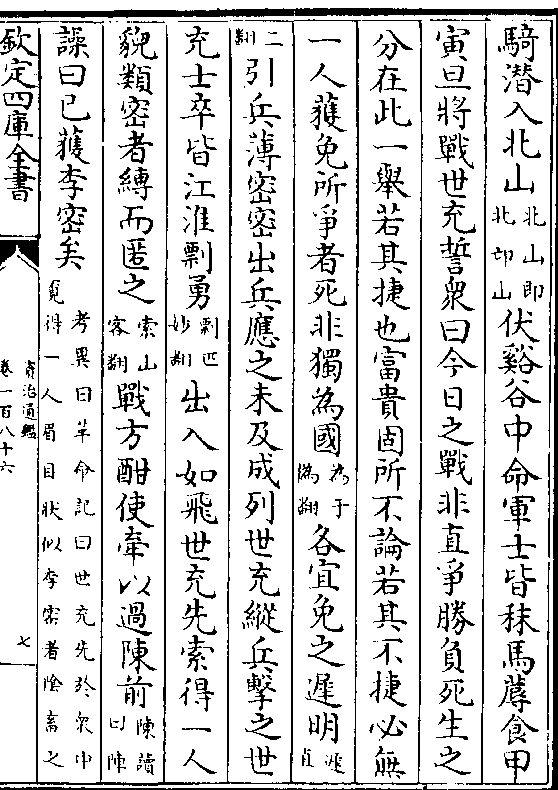 騎潜入北山北山即北邙山伏谿谷中命軍士皆秣馬蓐食甲
寅旦將戰世充誓衆曰今日之戰非直爭勝負死生之
分在此一舉若其捷也富貴固所不論若其不捷必無
一人獲免所爭者死非獨為國為于偽翻各宜勉之遲明遲直
二翻引兵薄密密出兵應之未及成列世充縱兵擊之世
充士卒皆江淮剽勇剽匹妙翻出入如飛世充先索得一人
貌類密者縛而匿之索山客翻戰方酣使牽以過陳前陳讀曰陣
譟曰已獲李密矣考異曰革命記曰世充先於衆中覓得一人眉目狀似李密者隂畜之
欽定四庫全書
資治通鑑
卷一百八十六
七